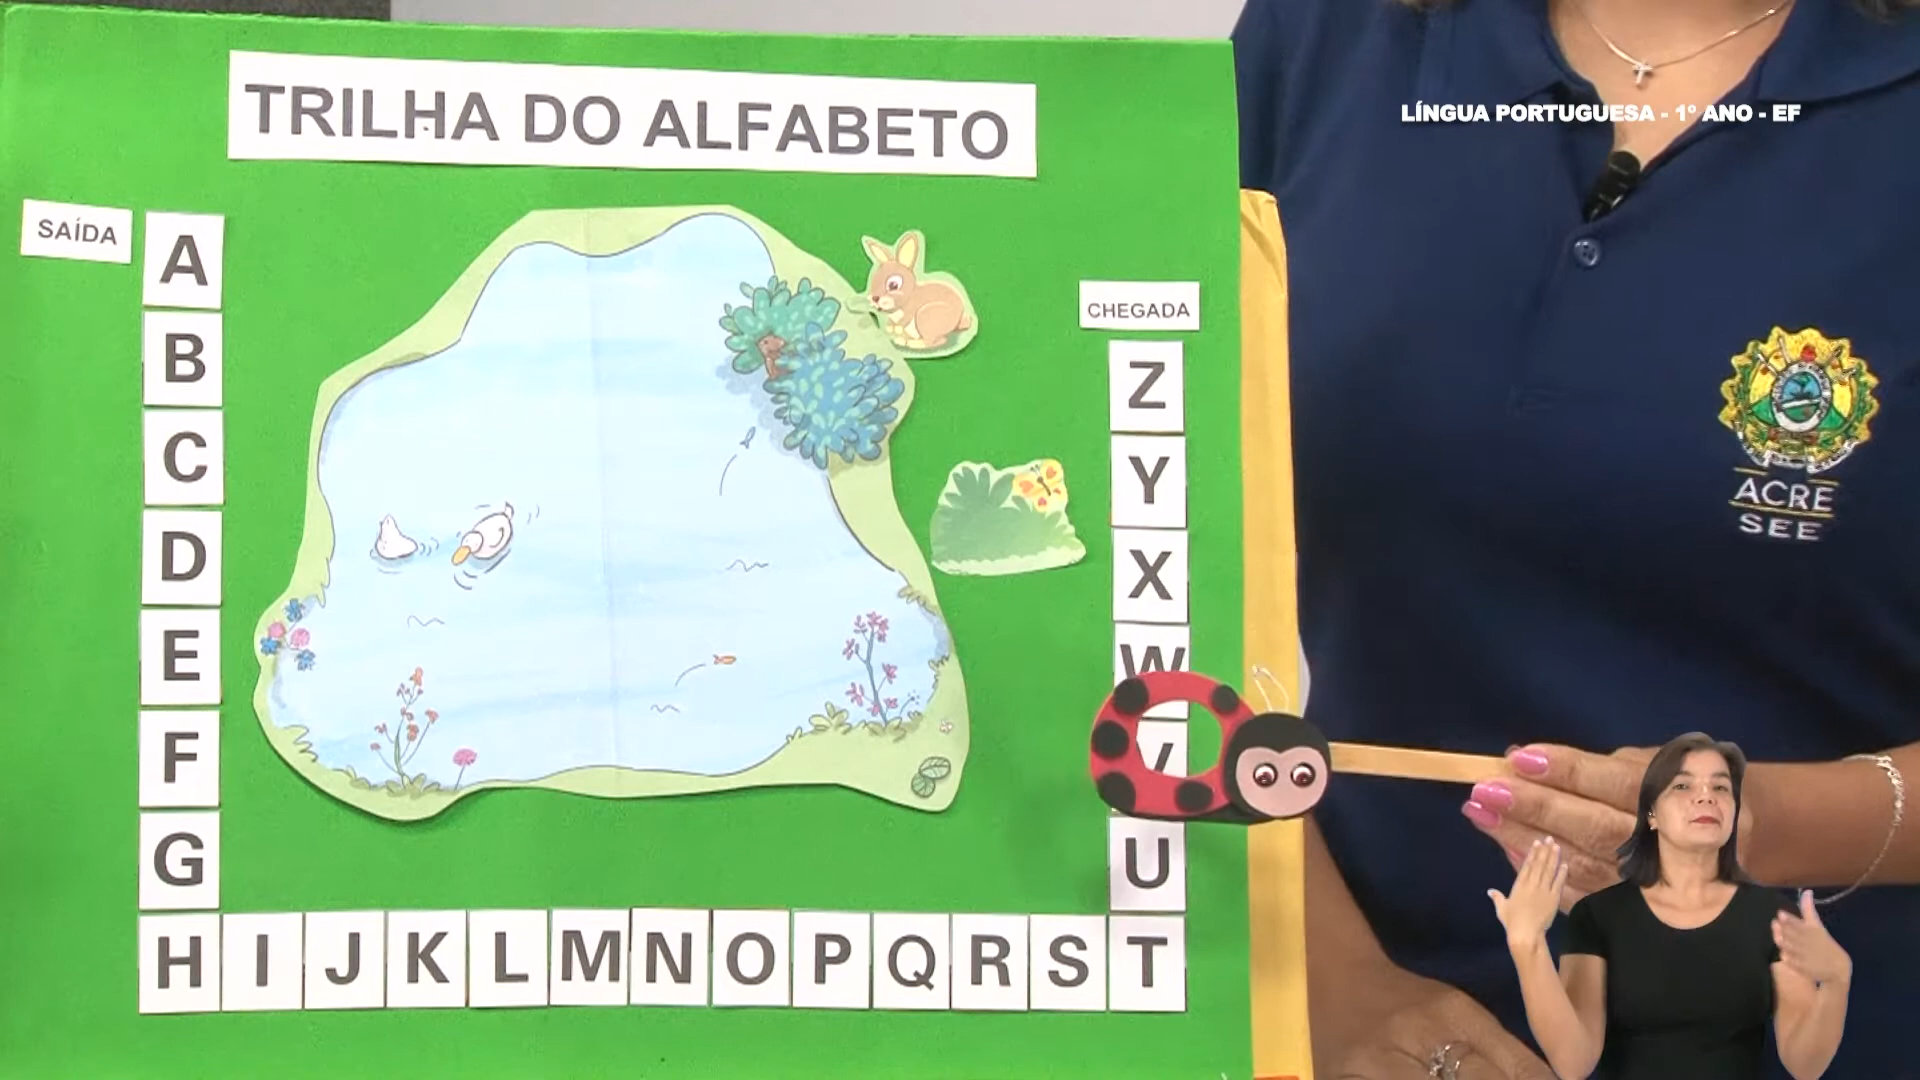 TRILHA DO ALFABETO
LÍNGUA PORTUGUESA - 1º ANO - EF
SAÍDA
A
B
C
D
E
F
G
H I J K L M N O P Q R S T
CHEGADA
Z
Y
X
W
V
U
ACRE
SEE